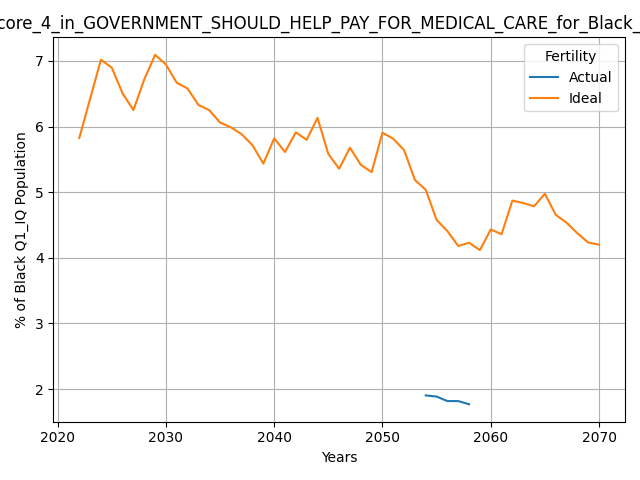 core_4_in_GOVERNMENT_SHOULD_HELP_PAY_FOR_MEDICAL_CARE_for_Black_
Fertility
Actual
Ideal
% of Black Q1_IQ Population
7
6
5
4
3
2
2020 2030 2040 2050 2060 2070
Years